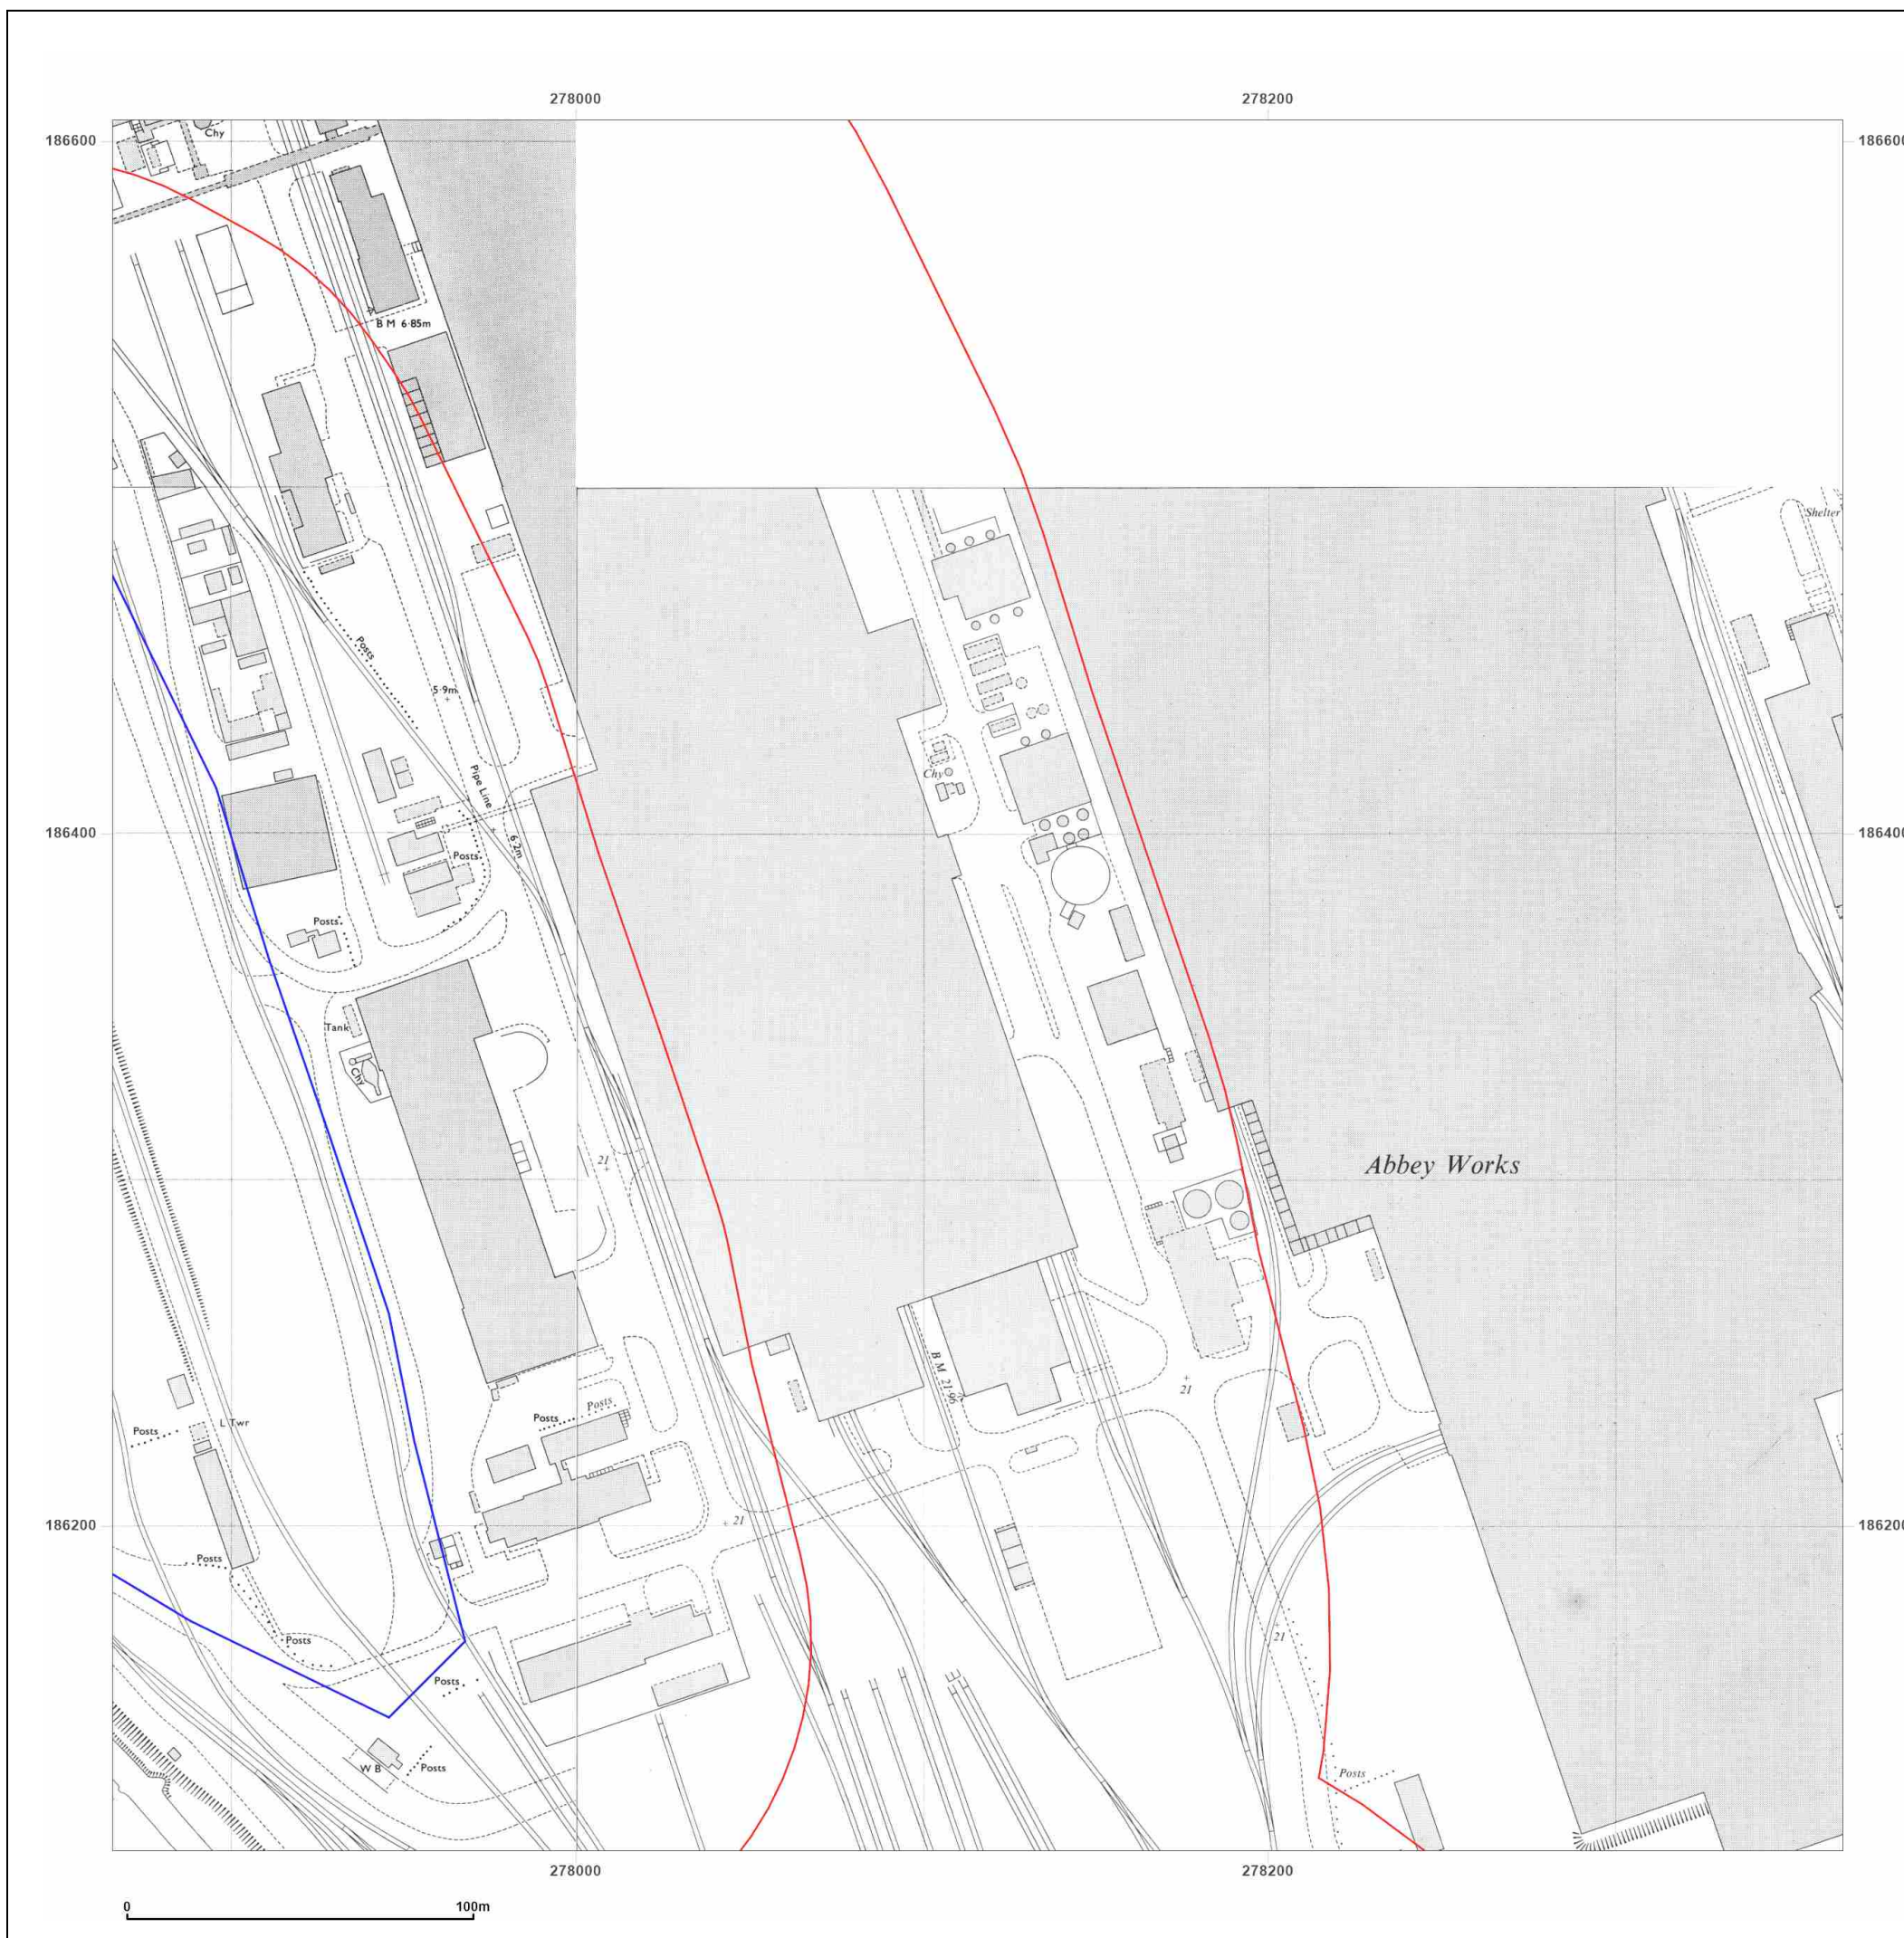 278000
278200
186600
186600
Chy
B M 6·85m
Shelter
Posts
5·9m
Pipe Line
Chy
186400
186400
6·2m
Posts
Posts
Tank
Chy
21
Abbey Works
B M 21·96
21
Posts
Posts
L Twr
Posts
186200
186200
21
Posts
21
Posts
Posts
Posts
W B
Posts
278000
278200
0
100m